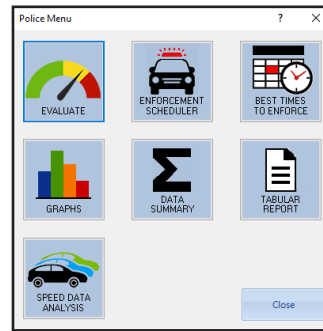 Police Menu
?
EVALUATE
ENFORCEMENT
SCHEDULER
BEST TIMES
TO ENFORCE
GRAPHS
DATA
SUMMARY
TABULAR
REPORT
SPEED DATA
ANALYSIS
Close